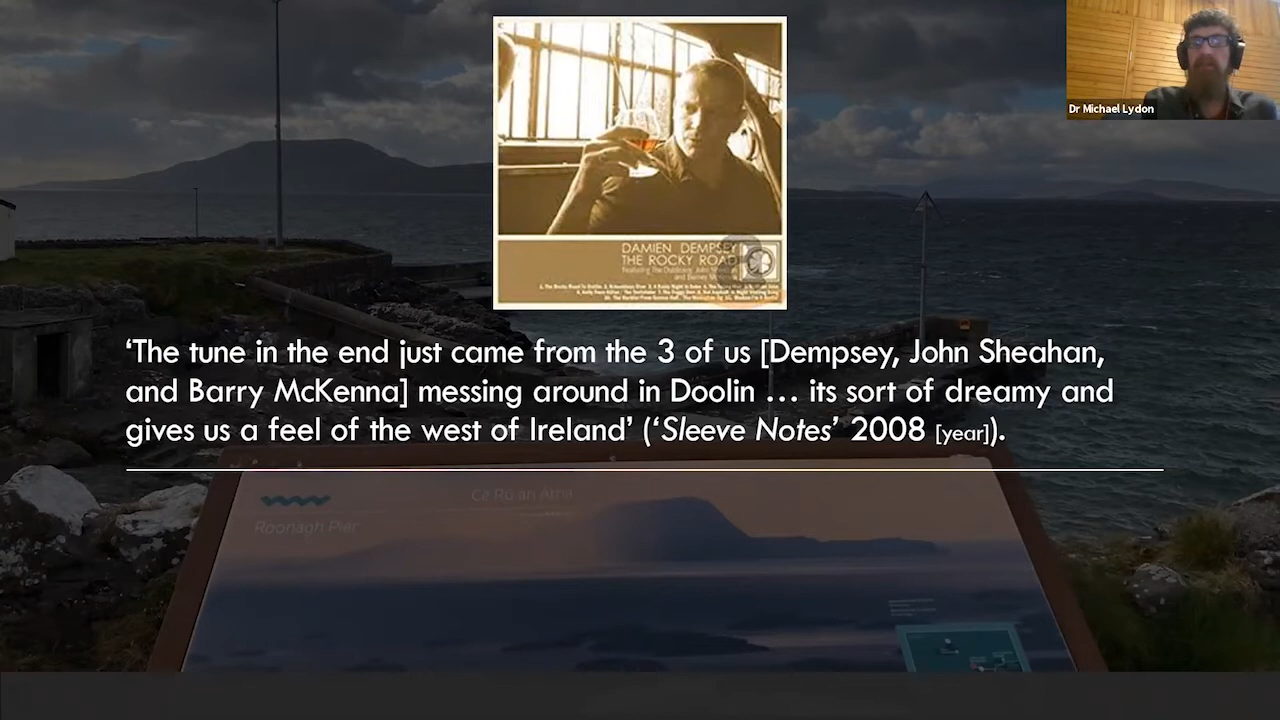 Dr Michael Lydon
DAMIEN DEMPSEY
THE ROCKY ROAD
‘The tune in the end just came from the 3 of us [Dempsey, John Sheahan,
and Barry McKenna] messing around in Doolin … its sort of dreamy and
gives us a feel of the west of Ireland’ (‘Sleeve Notes’ 2008 [year]).
Roonagh Pier